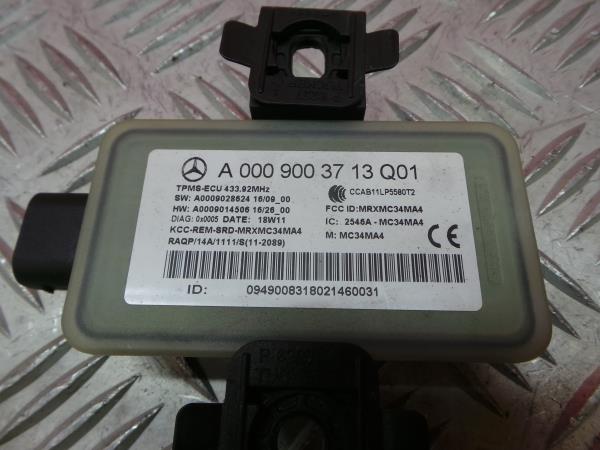 A 000 900 37 13 Q01
TPMS-ECU 433.92MHz
SW: A0009028624 16/09_00
HW: A0009014506 16/26_00
DIAG: 0x0005 DATE: 18W11
KCC-REM-SRD-MRXMC34MA4
RAQP/14A/1111/S(11-2089)
CCAB11LP5580T2
FCC ID:MRXMC34MA4
IC: 2546A - MC34MA4
M: MC34MA4
CE
ID: 0949008318021460031